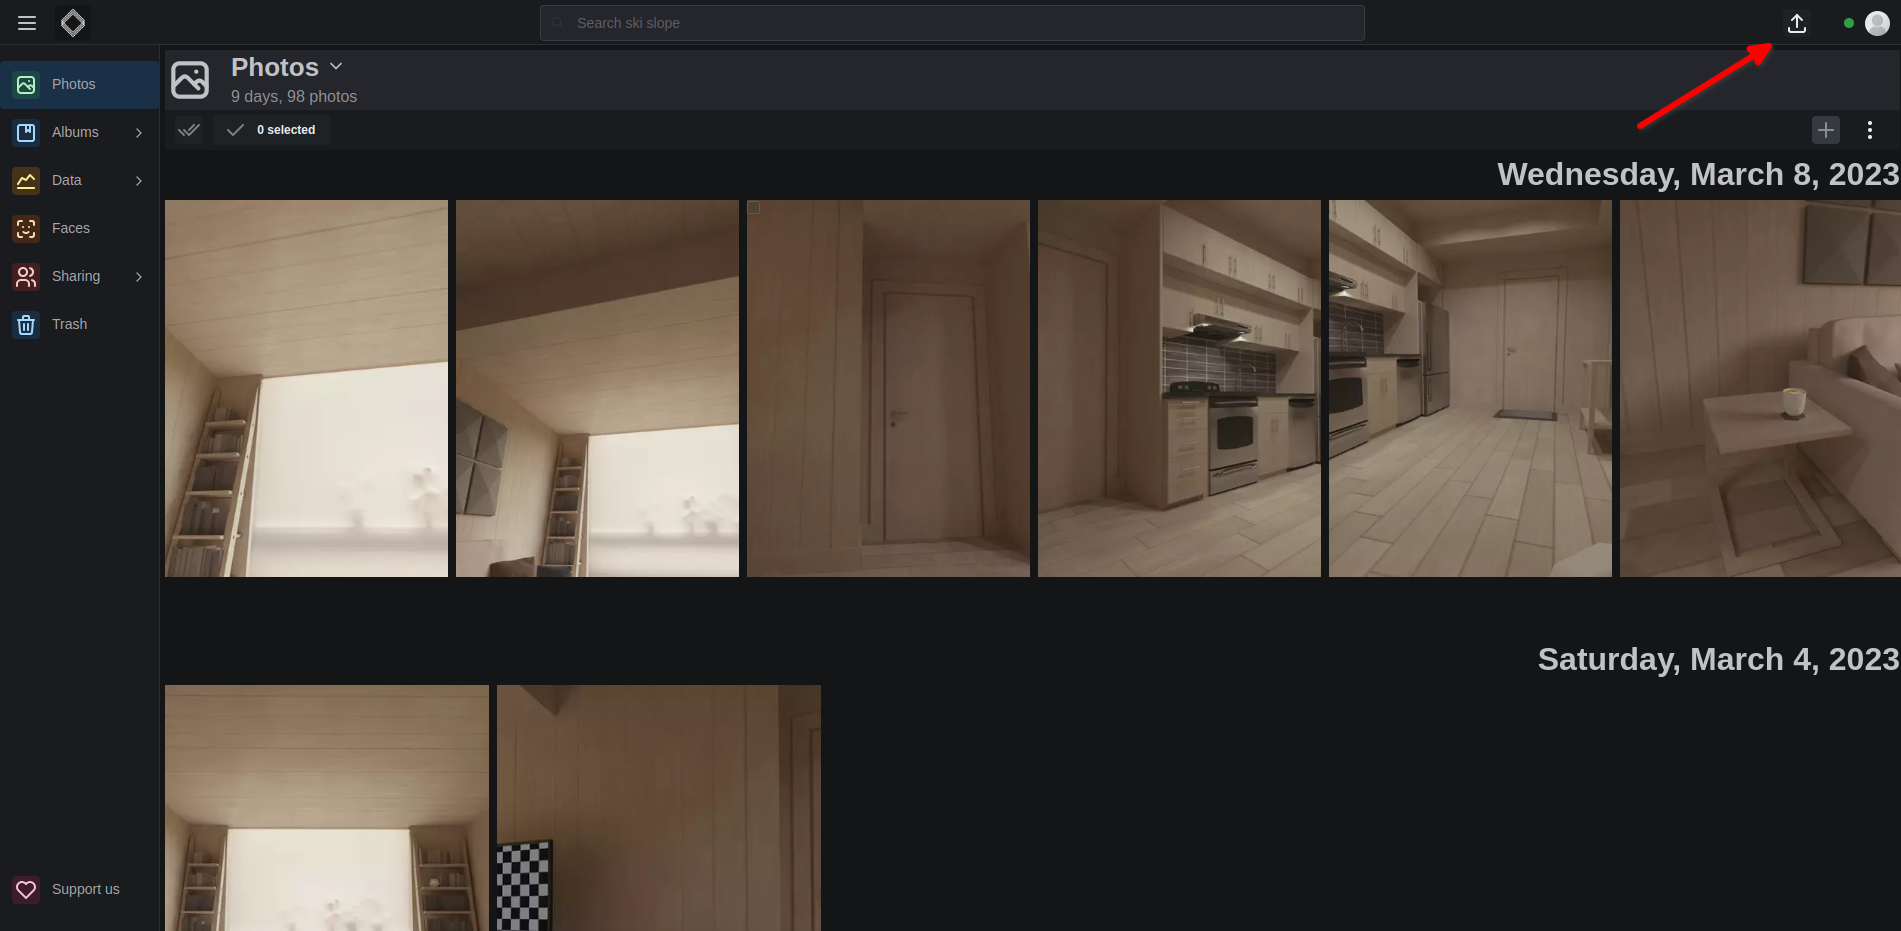 Search ski slope
Photos
Albums
Data
Faces
Sharing
Trash
Support us
Photos
9 days, 98 photos
0 selected
Wednesday, March 8, 2023
Saturday, March 4, 2023